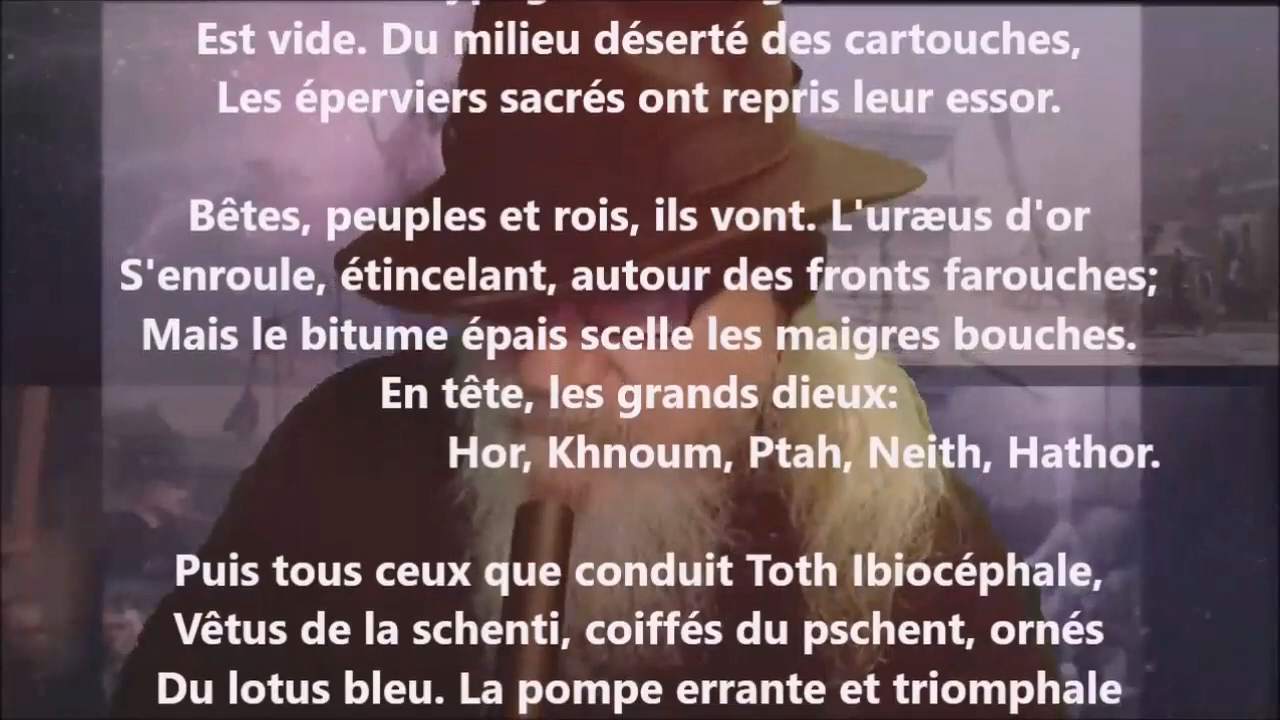 Est vide. Du milieu déserté des cartouches,
Les éperviers sacrés ont repris leur essor.
Bêtes, peuples et rois, ils vont. L'uræus d'or
S'enroule, étincelant, autour des fronts farouches;
Mais le bitume épais scelle les maigres bouches.
En tête, les grands dieux:
Hor, Khnoum, Ptah, Neith, Hathor.
Puis tous ceux que conduit Toth Ibiocéphale,
Vêtus de la schenti, coiffés du pschent, ornés
Du lotus bleu. La pompe errante et triomphale